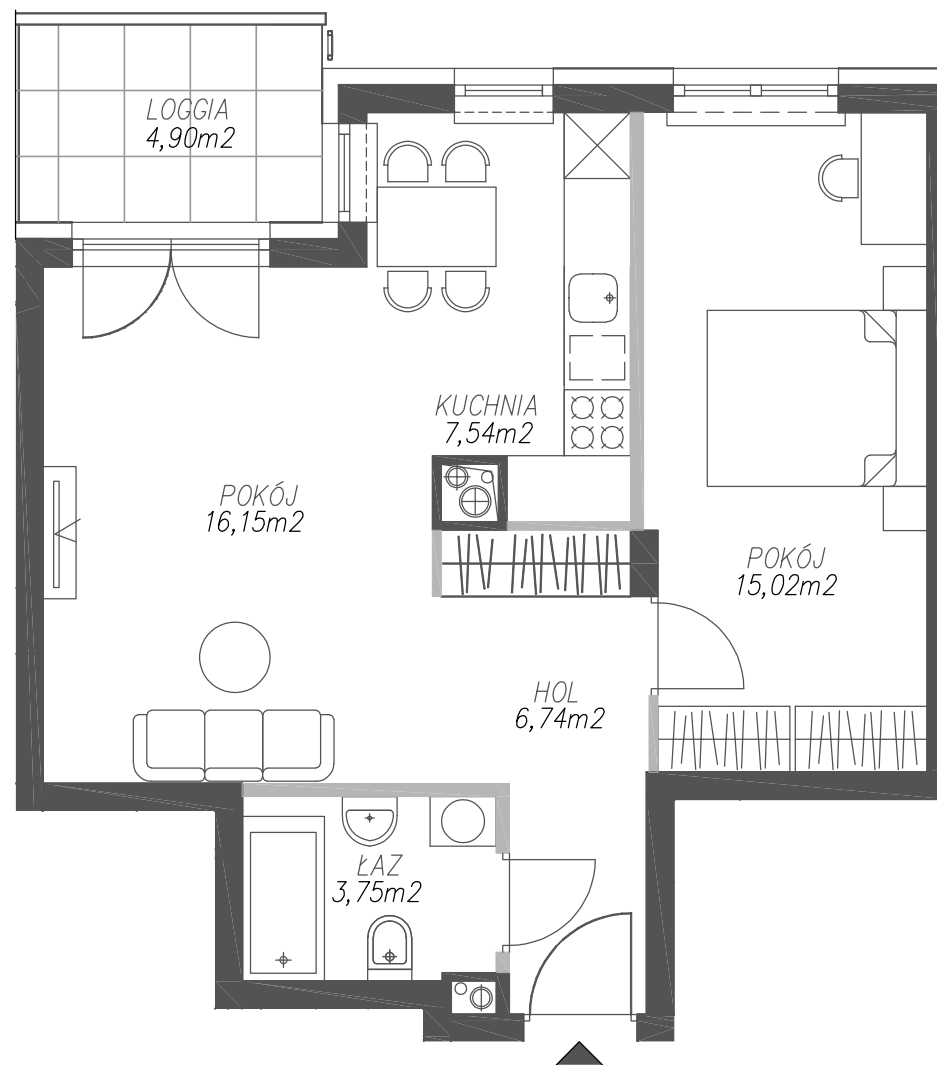 LOGGIA
4,90m2
KUCHNIA
7,54m2
POKÓJ
16,15m2
POKÓJ
15,02m2
HOL
6,74m2
ŁAZ
3,75m2